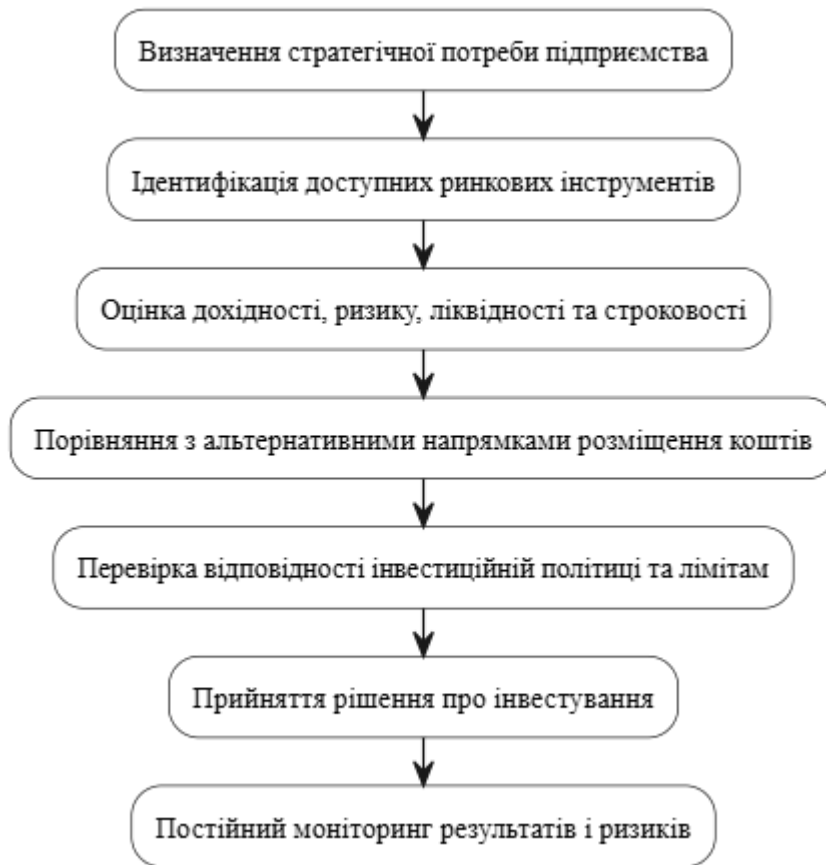 Визначення стратегічної потреби підприємства
Ідентифікація доступних ринкових інструментів
Оцінка дохідності, ризику, ліквідності та строковості
Порівняння з альтернативними напрямками розміщення коштів
Перевірка відповідності інвестиційній політиці та лімітам
Прийняття рішення про інвестування
Постійний моніторинг результатів і ризиків